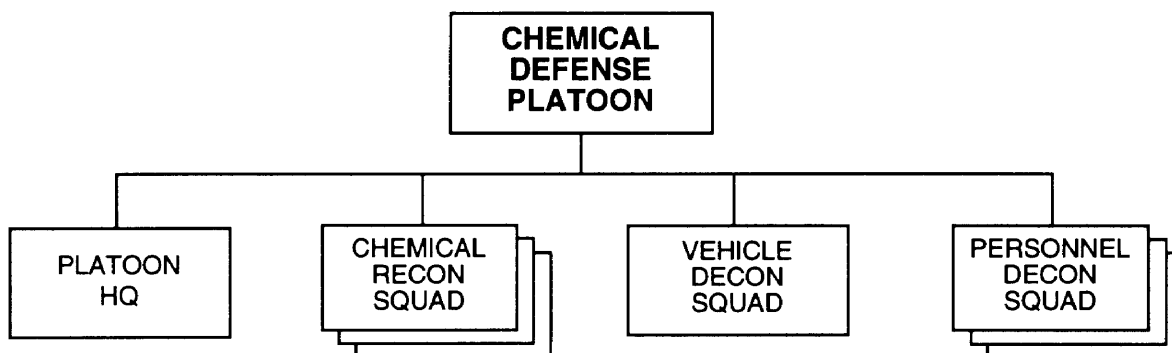 CHEMICAL
DEFENSE
PLATOON
PLATOON
HQ
CHEMICAL
RECON
SQUAD
VEHICLE
DECON
SQUAD
PERSONNEL
DECON
SQUAD